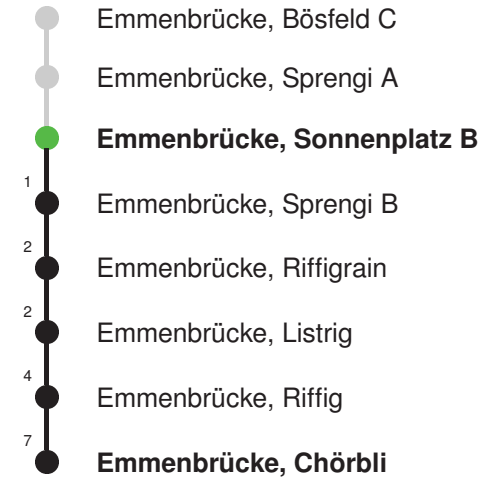 Emmenbrücke, Bösfeld C
Emmenbrücke, Sprengi A
Emmenbrücke, Sonnenplatz B
1 Emmenbrücke, Sprengi B
2 Emmenbrücke, Riffigrain
2 Emmenbrücke, Listrig
4 Emmenbrücke, Riffig
7 Emmenbrücke, Chörbli